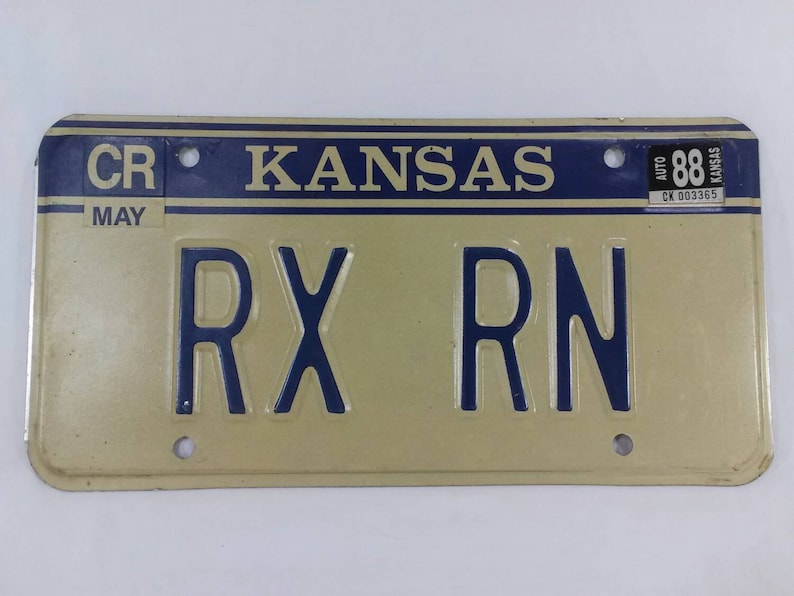 CR
MAY
KANSAS
AUTO 88 KANSAS
CK 003365
RX RN